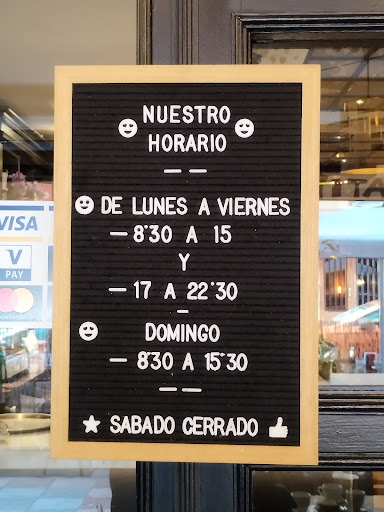 NUESTRO
HORARIO
— —
DE LUNES A VIERNES
— 8'30 A 15
Y
— 17 A 22'30
—
DOMINGO
— 8'30 A 15'30
— —
SABADO CERRADO
VISA
V
PAY